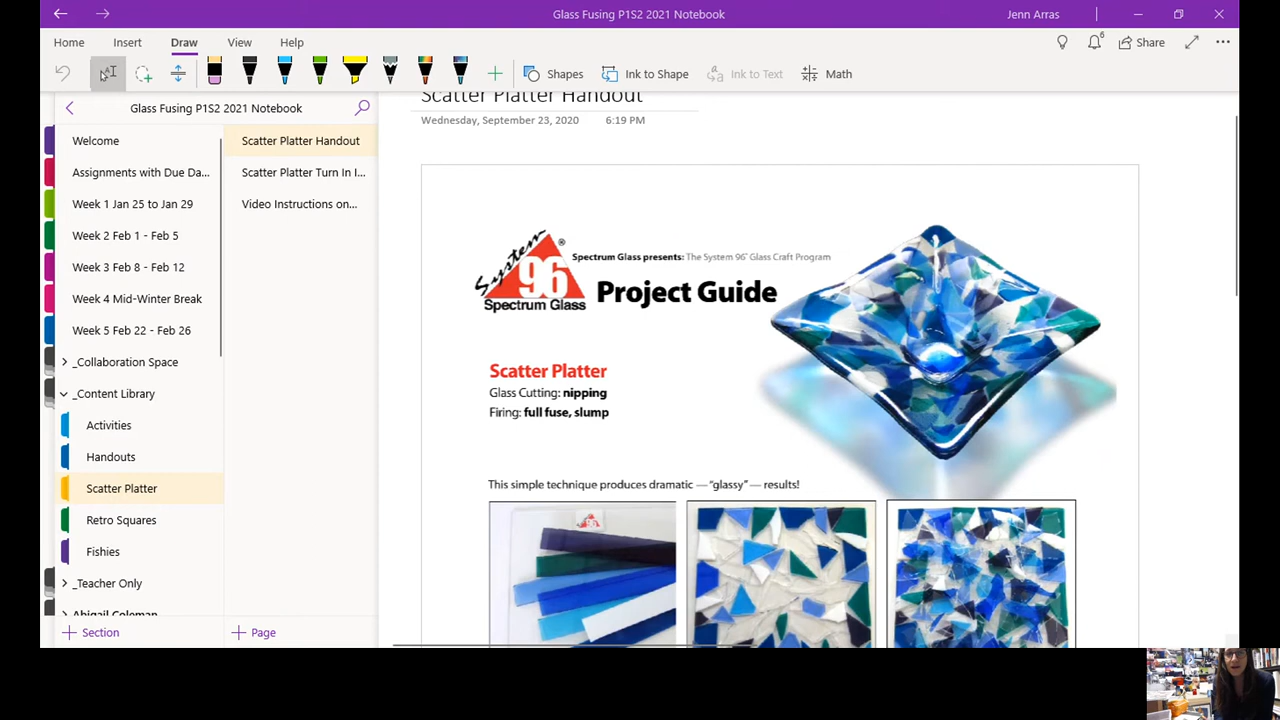 Glass Fusing P1S2 2021 Notebook
Jenn Arras
Home
Insert
Draw
View
Help
6
Share
Shapes
Ink to Shape
Ink to Text
Math
Glass Fusing P1S2 2021 Notebook
Welcome
Assignments with Due Da...
Week 1 Jan 25 to Jan 29
Week 2 Feb 1 - Feb 5
Week 3 Feb 8 - Feb 12
Week 4 Mid-Winter Break
Week 5 Feb 22 - Feb 26
_Collaboration Space
_Content Library
Activities
Handouts
Scatter Platter
Retro Squares
Fishies
_Teacher Only
Abigail Coleman
Section
Scatter Platter Handout
Scatter Platter Turn In I...
Video Instructions on...
Page
Scatter Platter Handout
Wednesday, September 23, 2020 6:19 PM
System
96
®
Spectrum Glass
Spectrum Glass presents: The System 96® Glass Craft Program
Project Guide
Scatter Platter
Glass Cutting: nipping
Firing: full fuse, slump
This simple technique produces dramatic —"glassy"— results!